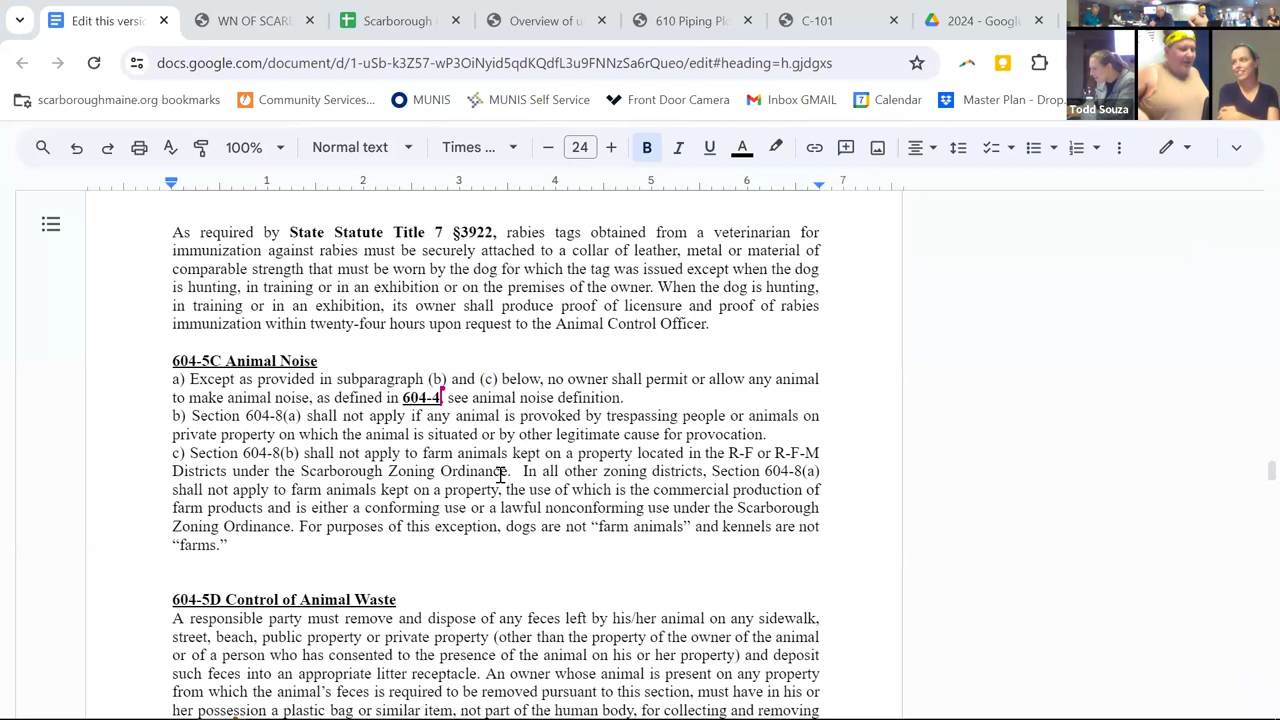 Edit this versi
WN OF SCAR
Scarborough
Overview of u
610 Piping Plo
C-101
2024 - Google
docs.google.com/document/d/1-uSb-k3267-vP3OiNyid5qdKQdfL3u9FNNzSa6rQueo/edit#heading=h.gjdgxs
scarboroughmaine.org bookmarks
Community Services...
MUNIS
MUNIS Self Service
Front Door Camera
Inbox GMAIL
Calendar
Master Plan - Drop...
Todd Souza
100%
Normal text
Times ...
24
B I U A
1 2 3 4 5 6 7
As required by State Statute Title 7 §3922, rabies tags obtained from a veterinarian for
immunization against rabies must be securely attached to a collar of leather, metal or material of
comparable strength that must be worn by the dog for which the tag was issued except when the dog
is hunting, in training or in an exhibition or on the premises of the owner. When the dog is hunting,
in training or in an exhibition, its owner shall produce proof of licensure and proof of rabies
immunization within twenty-four hours upon request to the Animal Control Officer.
604-5C Animal Noise
a) Except as provided in subparagraph (b) and (c) below, no owner shall permit or allow any animal
to make animal noise, as defined in 604-4 see animal noise definition.
b) Section 604-8(a) shall not apply if any animal is provoked by trespassing people or animals on
private property on which the animal is situated or by other legitimate cause for provocation.
c) Section 604-8(b) shall not apply to farm animals kept on a property located in the R-F or R-F-M
Districts under the Scarborough Zoning Ordinance. In all other zoning districts, Section 604-8(a)
shall not apply to farm animals kept on a property, the use of which is the commercial production of
farm products and is either a conforming use or a lawful nonconforming use under the Scarborough
Zoning Ordinance. For purposes of this exception, dogs are not “farm animals” and kennels are not
“farms.”
604-5D Control of Animal Waste
A responsible party must remove and dispose of any feces left by his/her animal on any sidewalk,
street, beach, public property or private property (other than the property of the owner of the animal
or of a person who has consented to the presence of the animal on his or her property) and deposit
such feces into an appropriate litter receptacle. An owner whose animal is present on any property
from which the animal’s feces is required to be removed pursuant to this section, must have in his or
her possession a plastic bag or similar item, not part of the human body, for collecting and removing